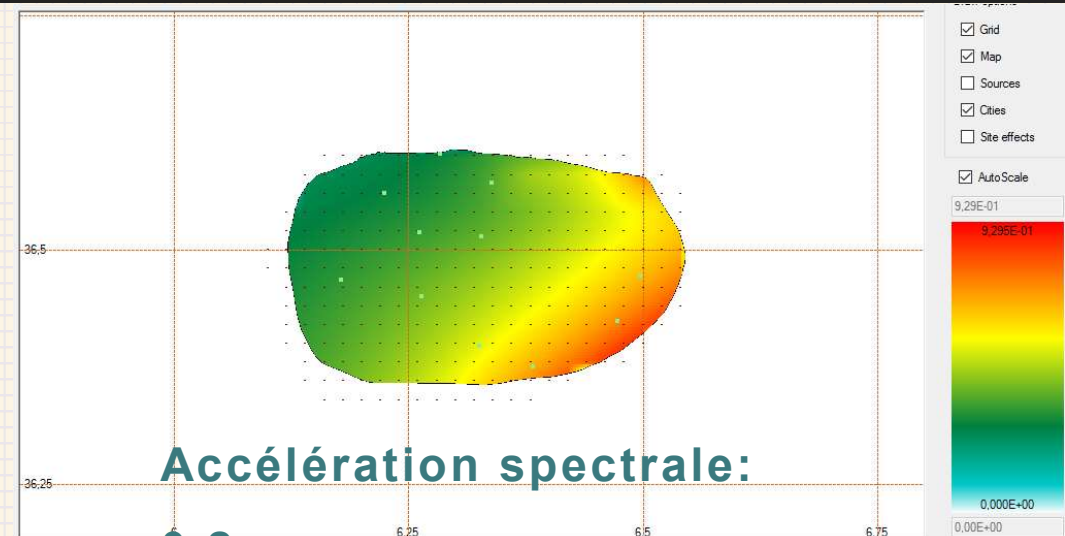 Grid
Map
Sources
Cities
Site effects
AutoScale
9,29E-01
9,295E-01
36,5
0,000E+00
0,00E+00
36,25
Accélération spectrale:
6,25
6,5
6,75